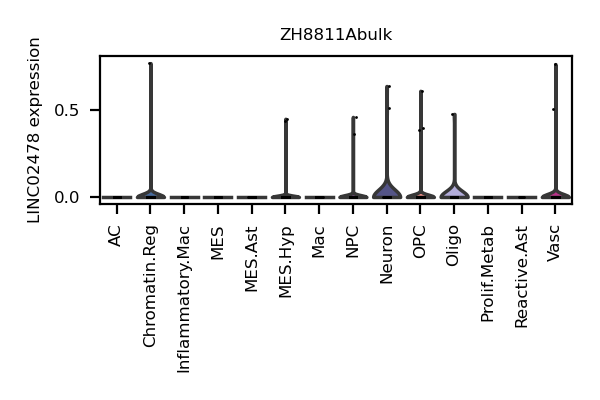 ZH8811Abulk
LINC02478 expression
0.5
0.0
AC
Chromatin.Reg
Inflammatory.Mac
MES
MES.Ast
MES.Hyp
Mac
NPC
Neuron
OPC
Oligo
Prolif.Metab
Reactive.Ast
Vasc